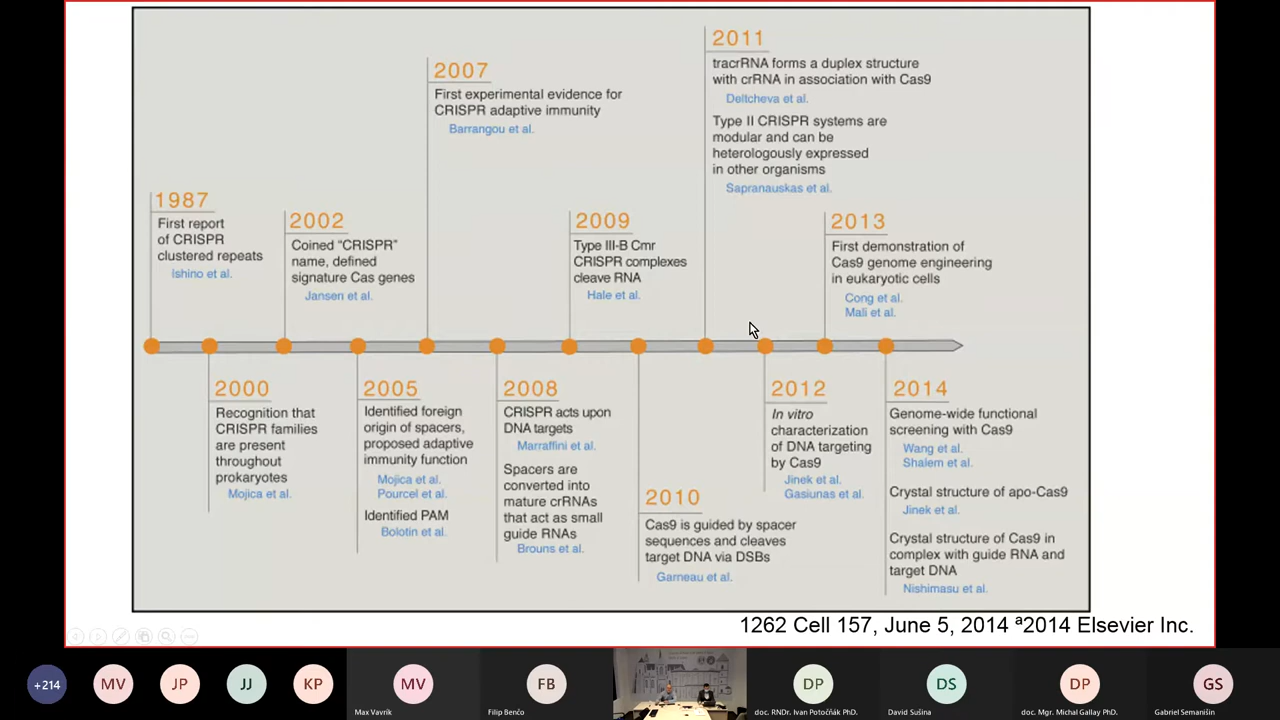 2011
tracrRNA forms a duplex structure
with crRNA in association with Cas9
Deltcheva et al.
Type II CRISPR systems are
modular and can be
heterologously expressed
in other organisms
Sapranauskas et al.
2007
First experimental evidence for
CRISPR adaptive immunity
Barrangou et al.
1987
First report
of CRISPR
clustered repeats
Ishino et al.
2002
Coined “CRISPR”
name, defined
signature Cas genes
Jansen et al.
2009
Type III-B Cmr
CRISPR complexes
cleave RNA
Hale et al.
2013
First demonstration of
Cas9 genome engineering
in eukaryotic cells
Cong et al.
Mali et al.
2000
Recognition that
CRISPR families
are present
throughout
prokaryotes
Mojica et al.
2005
Identified foreign
origin of spacers,
proposed adaptive
immunity function
Mojica et al.
Pourcel et al.
Identified PAM
Bolotin et al.
2008
CRISPR acts upon
DNA targets
Marraffini et al.
Spacers are
converted into
mature crRNAs
that act as small
guide RNAs
Brouns et al.
2010
Cas9 is guided by spacer
sequences and cleaves
target DNA via DSBs
Garneau et al.
2012
In vitro
characterization
of DNA targeting
by Cas9
Jinek et al.
Gasiunas et al.
2014
Genome-wide functional
screening with Cas9
Wang et al.
Shalem et al.
Crystal structure of apo-Cas9
Jinek et al.
Crystal structure of Cas9 in
complex with guide RNA and
target DNA
Nishimasu et al.
1262 Cell 157, June 5, 2014 ª2014 Elsevier Inc.
+214
MV
JP
JJ
KP
MV
Max Vavrík
FB
Filip Benčo
DP
doc. RNDr. Ivan Potočňák PhD.
DS
Dávid Sušina
DP
doc. Mgr. Michal Gallay PhD.
GS
Gabriel Semanišin